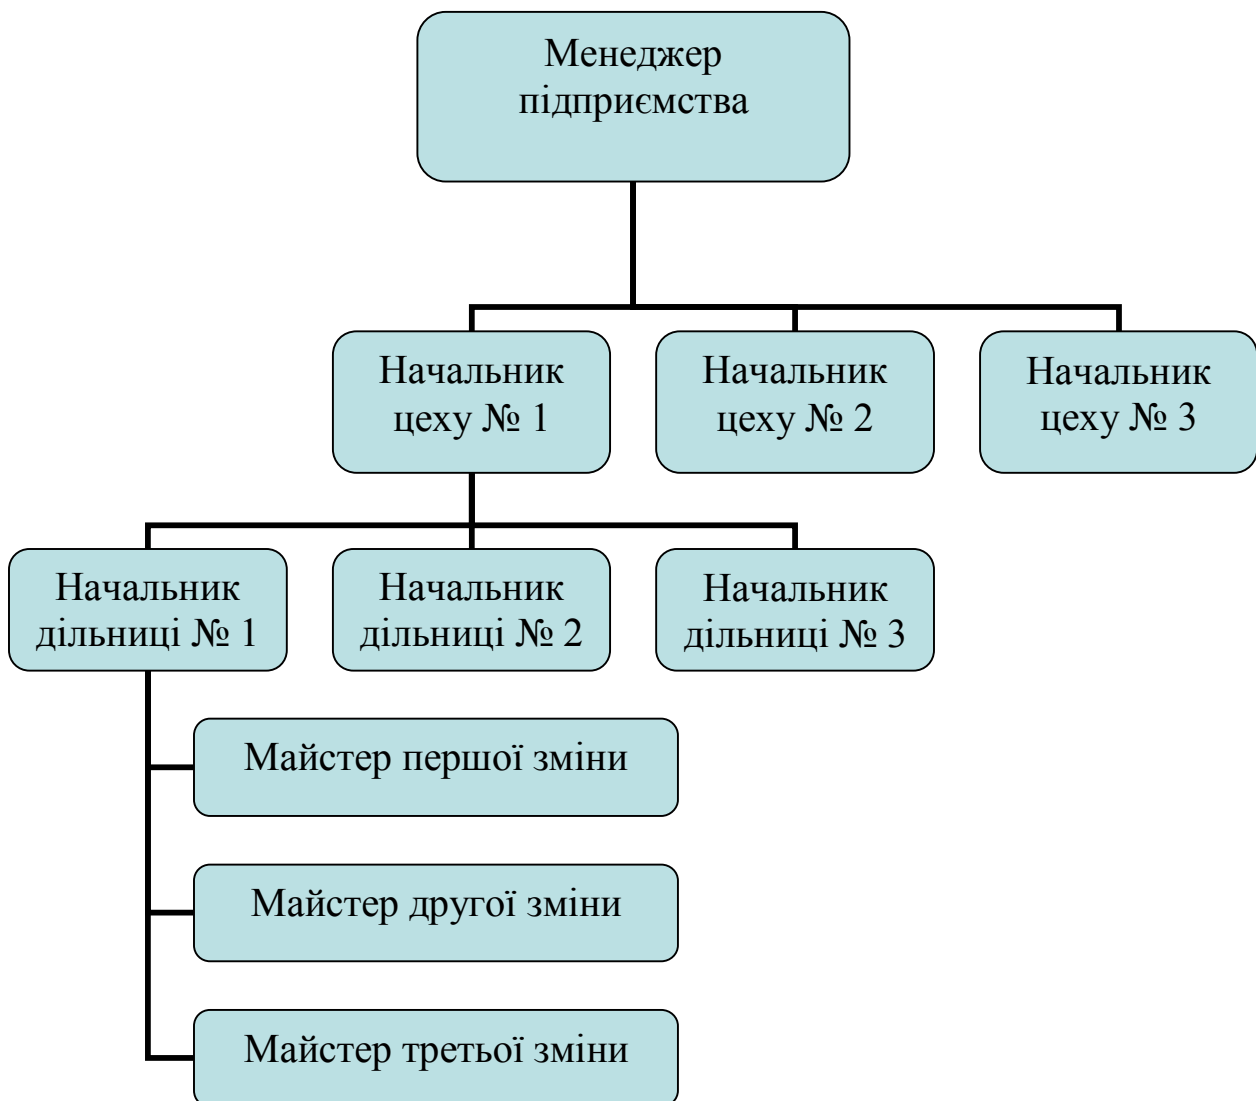 Менеджер
підприємства
Начальник
цеху № 1
Начальник
цеху № 2
Начальник
цеху № 3
Начальник
дільниці № 1
Начальник
дільниці № 2
Начальник
дільниці № 3
Майстер першої зміни
Майстер другої зміни
Майстер третьої зміни